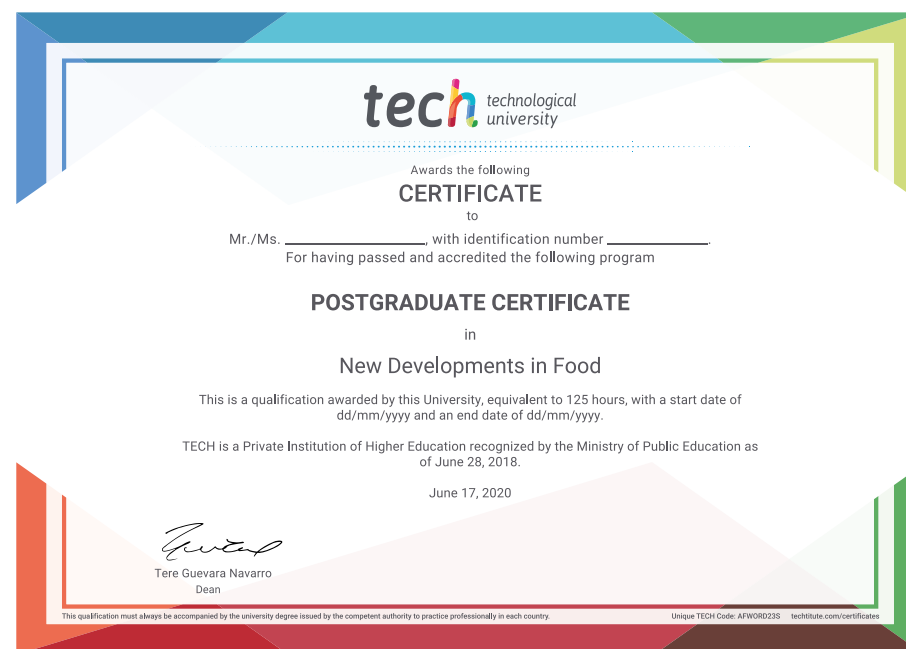 tech technological
university
Awards the following
CERTIFICATE
to
Mr./Ms. ____________________, with identification number ______________.
For having passed and accredited the following program
POSTGRADUATE CERTIFICATE
in
New Developments in Food
This is a qualification awarded by this University, equivalent to 125 hours, with a start date of
dd/mm/yyyy and an end date of dd/mm/yyyy.
TECH is a Private Institution of Higher Education recognized by the Ministry of Public Education as
of June 28, 2018.
June 17, 2020
Tere Guevara Navarro
Dean
This qualification must always be accompanied by the university degree issued by the competent authority to practice professionally in each country.
Unique TECH Code: AFWORD23S techtitute.com/certificates